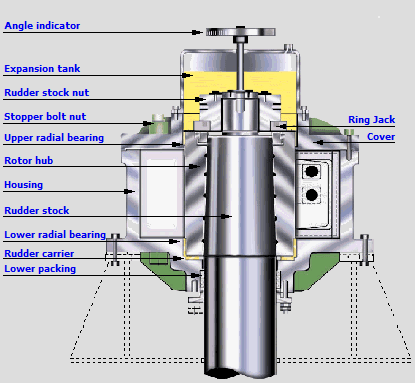 Angle indicator
Expansion tank
Rudder stock nut
Stopper bolt nut
Ring Jack
Upper radial bearing
Cover
Rotor hub
Housing
Rudder stock
Lower radial bearing
Rudder carrier
Lower packing